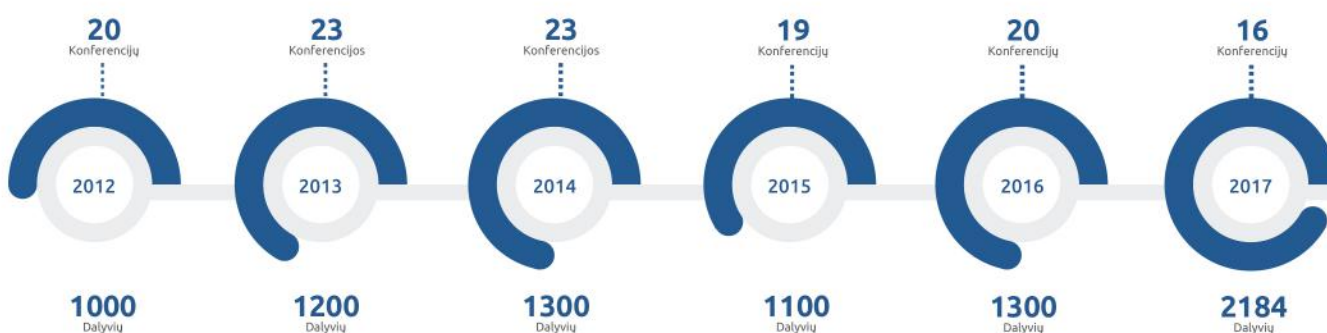 20
Konferencijų
23
Konferencijos
23
Konferencijos
19
Konferencijų
20
Konferencijų
16
Konferencijų
2012
2013
2014
2015
2016
2017
1000
Dalyvių
1200
Dalyvių
1300
Dalyvių
1100
Dalyvių
1300
Dalyvių
2184
Dalyvių